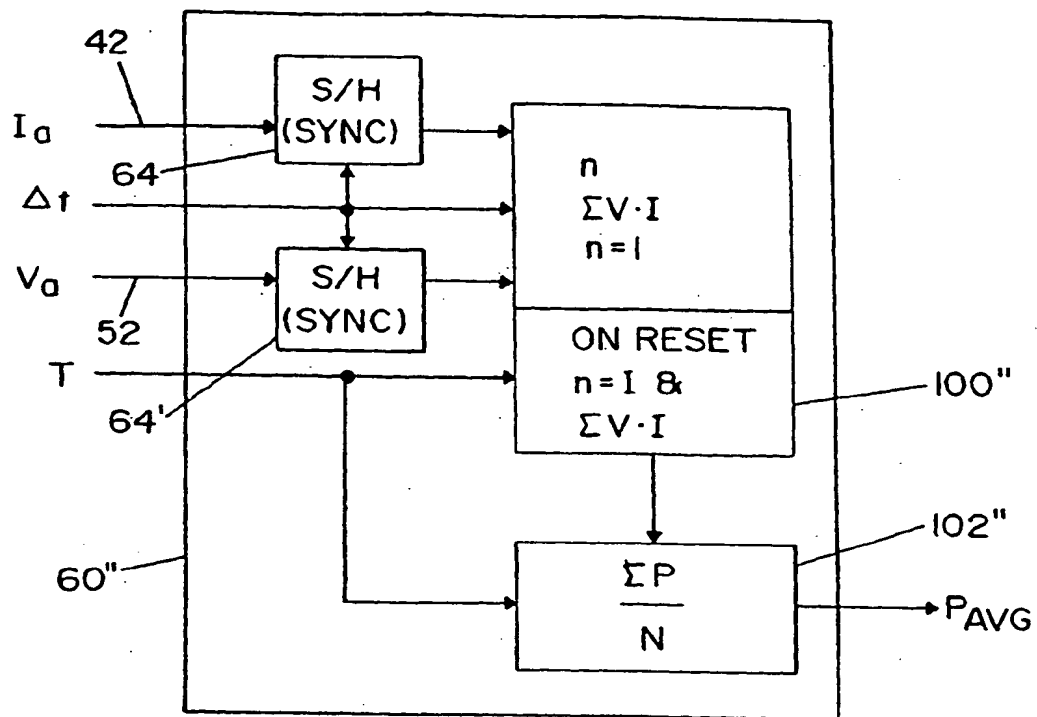 42
S/H
(SYNC)
Ia
64
n
ΣV·I
n=1
Δt
Va
S/H
(SYNC)
52
T
64'
ON RESET
n=I &
ΣV·I
100"
102"
60"
ΣP
N
PAVG